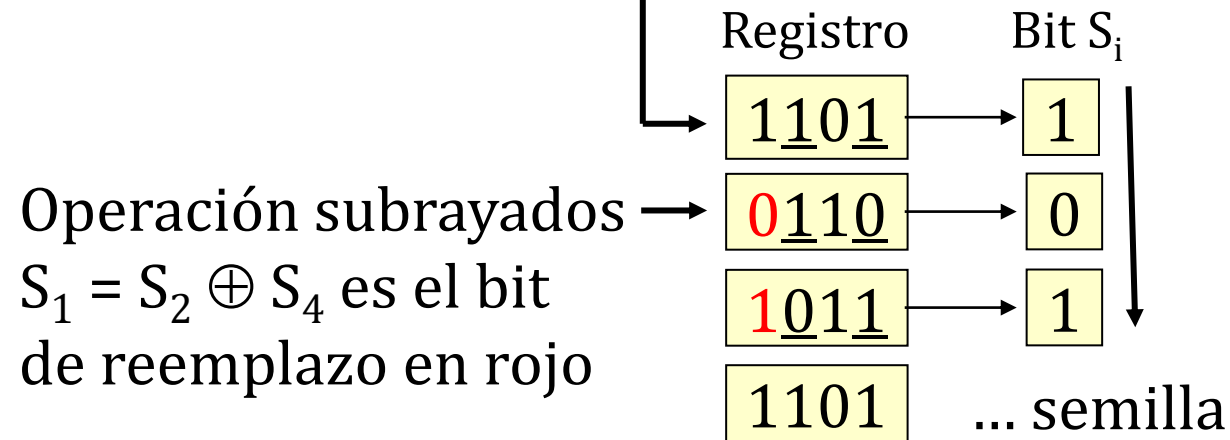 Registro Bit Sᵢ
1101 1
Operación subrayados 0110 0
S₁ = S₂ ⊕ S₄ es el bit 1011 1
de reemplazo en rojo
1101 ... semilla